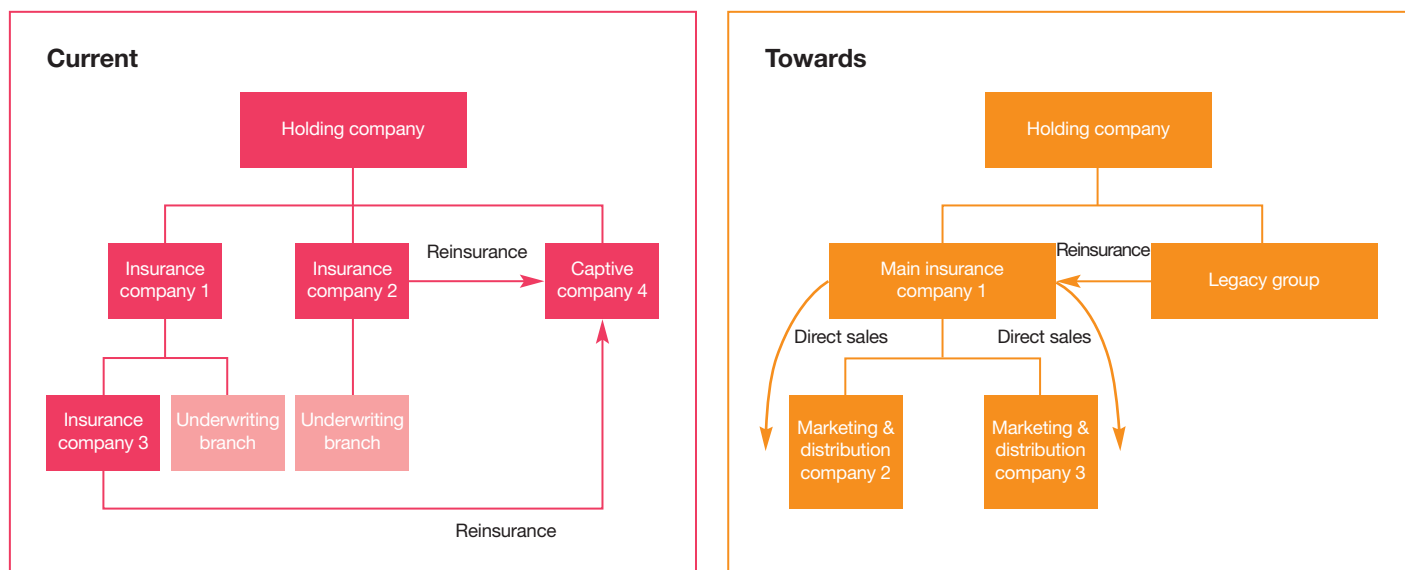 Current
Holding company
Reinsurance
Insurance
company 1
Insurance
company 2
Captive
company 4
Insurance
company 3
Underwriting
branch
Underwriting
branch
Reinsurance
Towards
Holding company
Reinsurance
Main insurance
company 1
Legacy group
Direct sales
Direct sales
Marketing &
distribution
company 2
Marketing &
distribution
company 3